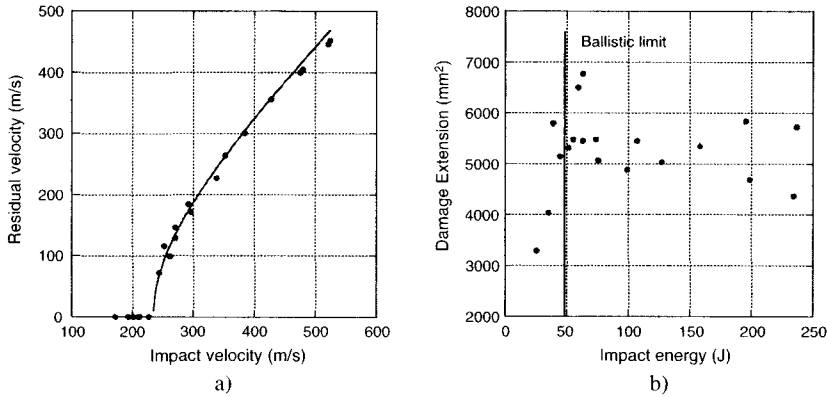 Residual velocity (m/s)
500
400
300
200
100
0
100 200 300 400 500 600
Impact velocity (m/s)
a)
Damage Extension (mm²)
8000
7000
6000
5000
4000
3000
2000
Ballistic limit
0 50 100 150 200 250
Impact energy (J)
b)